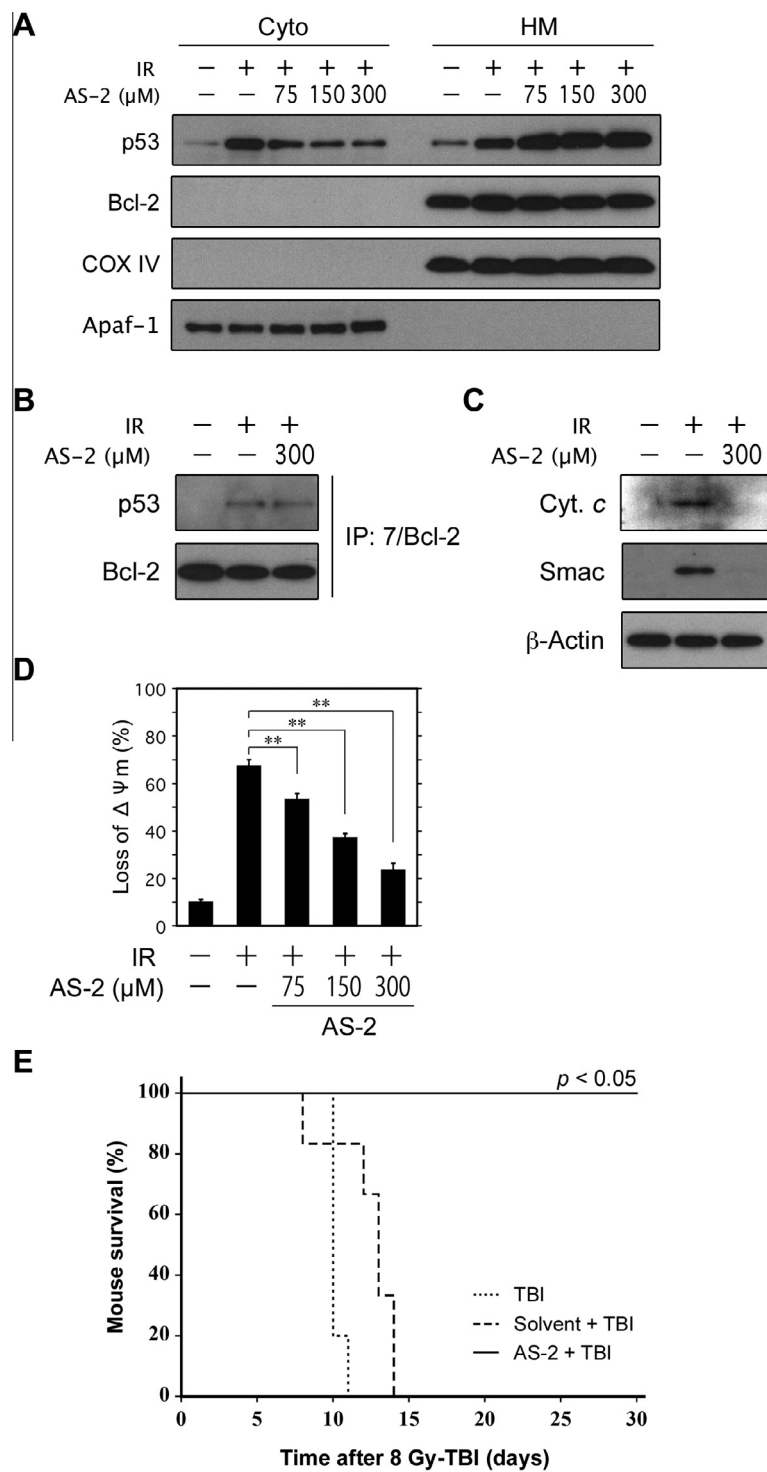 A
Cyto HM
IR − + + + + − + + + +
AS-2 (μM) − − 75 150 300 − − 75 150 300
p53
Bcl-2
COX IV
Apaf-1
B
IR − + +
AS-2 (μM) − − 300
p53
Bcl-2
IP: 7/Bcl-2
C
IR − + +
AS-2 (μM) − − 300
Cyt. c
Smac
β-Actin
D
Loss of Δ Ψ m (%)
100
80
60
40
20
0
** ** **
IR − + + + +
AS-2 (μM) − − 75 150 300
AS-2
E
p < 0.05
Mouse survival (%)
100
80
60
40
20
0
TBI
Solvent + TBI
AS-2 + TBI
0 5 10 15 20 25 30
Time after 8 Gy-TBI (days)